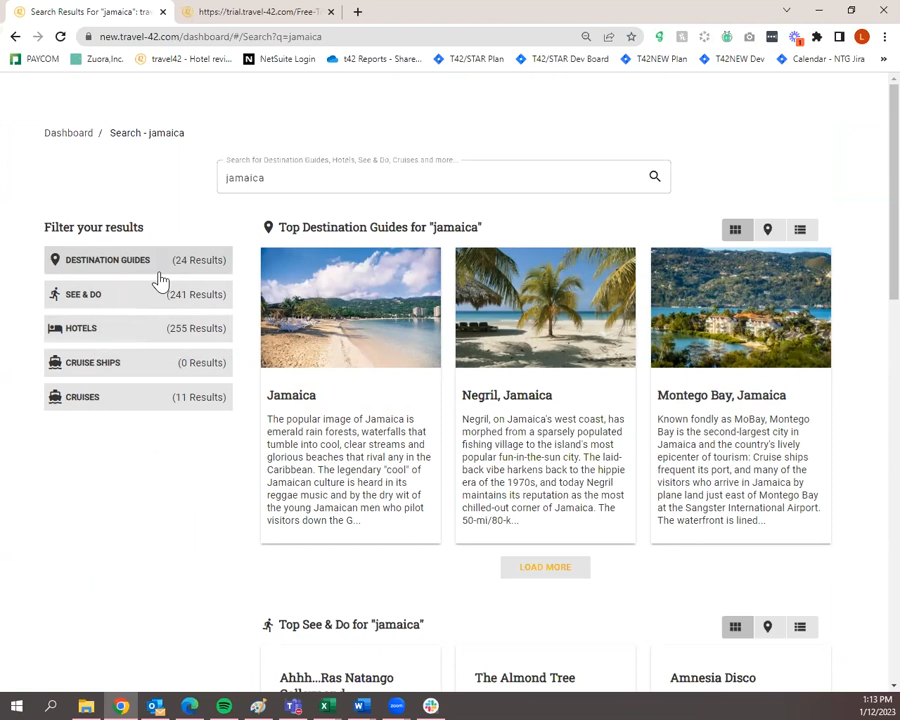 Search Results For "jamaica": trav
https://trial.travel-42.com/Free-T
new.travel-42.com/dashboard/#/Search?q=jamaica
PAYCOM
Zuora,Inc.
travel42 - Hotel revi...
NetSuite Login
t42 Reports - Share...
T42/STAR Plan
T42/STAR Dev Board
T42NEW Plan
T42NEW Dev
Calendar - NTG Jira
Dashboard / Search - jamaica
Search for Destination Guides, Hotels, See & Do, Cruises and more...
jamaica
Filter your results
DESTINATION GUIDES (24 Results)
SEE & DO (241 Results)
HOTELS (255 Results)
CRUISE SHIPS (0 Results)
CRUISES (11 Results)
Top Destination Guides for "jamaica"
Jamaica
The popular image of Jamaica is
emerald rain forests, waterfalls that
tumble into cool, clear streams and
glorious beaches that rival any in the
Caribbean. The legendary "cool" of
Jamaican culture is heard in its
reggae music and by the dry wit of
the young Jamaican men who pilot
visitors down the G...
Negril, Jamaica
Negril, on Jamaica's west coast, has
morphed from a sparsely populated
fishing village to the island's most
popular fun-in-the-sun city. The laid-
back vibe harkens back to the hippie
era of the 1970s, and today Negril
maintains its reputation as the most
chilled-out corner of Jamaica. The
50-mi/80-k...
Montego Bay, Jamaica
Known fondly as MoBay, Montego
Bay is the second-largest city in
Jamaica and the country's lively
epicenter of tourism: Cruise ships
frequent its port, and many of the
visitors who arrive in Jamaica by
plane land just east of Montego Bay
at the Sangster International Airport.
The waterfront is lined...
LOAD MORE
Top See & Do for "jamaica"
Ahhh...Ras Natango
The Almond Tree
Amnesia Disco
1:13 PM
1/12/2023